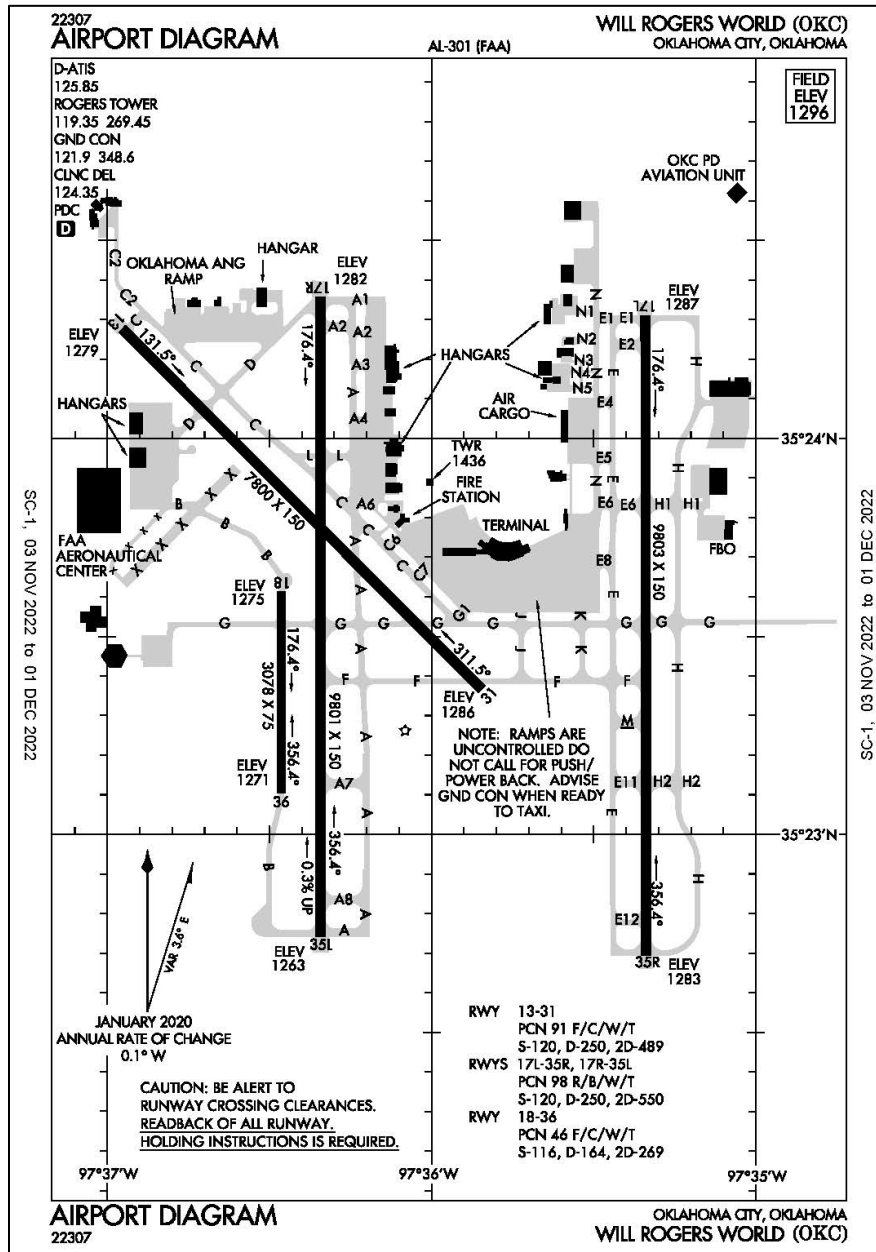 22307
AIRPORT DIAGRAM
AL-301 (FAA)
WILL ROGERS WORLD (OKC)
OKLAHOMA CITY, OKLAHOMA
D-ATIS
125.85
ROGERS TOWER
119.35 269.45
GND CON
121.9 348.6
CLNC DEL
124.35
PDC
D
FIELD
ELEV
1296
OKC PD
AVIATION UNIT
C2
OKLAHOMA ANG
RAMP
HANGAR
ELEV
1282
17R
A1
N
17L
ELEV
1287
C2
C
13
ELEV
1279
131.5°
176.4°
A2
A2
N1
E1
E1
N2
E2
176.4°
H
C
D
A3
HANGARS
N3
N4
N
N5
E
A
HANGARS
D
C
A4
AIR
CARGO
E4
35°24'N
L
L
TWR
1436
E5
H
7800 X 150
FIRE
STATION
N
E
X
X
X
X
B
B
B
C
A6
C
C6
C
C7
E6
E6
H1
H1
TERMINAL
FAA
AERONAUTICAL
CENTER
X
X
X
X
X
A
E8
9803 X 150
FBO
ELEV
1275
18
A
E
G
G
G
G
G1
G
J
J
K
K
G
G
G
176.4°
3078 X 75
356.4°
A
311.5°
F
F
31
F
F
H
ELEV
1286
9801 X 150
A
M
NOTE: RAMPS ARE
UNCONTROLLED DO
NOT CALL FOR PUSH/
POWER BACK. ADVISE
GND CON WHEN READY
TO TAXI.
ELEV
1271
36
A7
A
E11
H2
H2
E
35°23'N
B
356.4°
0.3% UP
A8
A
A
H
356.4°
E12
35L
ELEV
1263
35R
ELEV
1283
VAR 3.6° E
JANUARY 2020
ANNUAL RATE OF CHANGE
0.1° W
CAUTION: BE ALERT TO
RUNWAY CROSSING CLEARANCES.
READBACK OF ALL RUNWAY.
HOLDING INSTRUCTIONS IS REQUIRED.
RWY 13-31
PCN 91 F/C/W/T
S-120, D-250, 2D-489
RWYS 17L-35R, 17R-35L
PCN 98 R/B/W/T
S-120, D-250, 2D-550
RWY 18-36
PCN 46 F/C/W/T
S-116, D-164, 2D-269
97°37'W
97°36'W
97°35'W
SC-1, 03 NOV 2022 to 01 DEC 2022
SC-1, 03 NOV 2022 to 01 DEC 2022
AIRPORT DIAGRAM
22307
OKLAHOMA CITY, OKLAHOMA
WILL ROGERS WORLD (OKC)